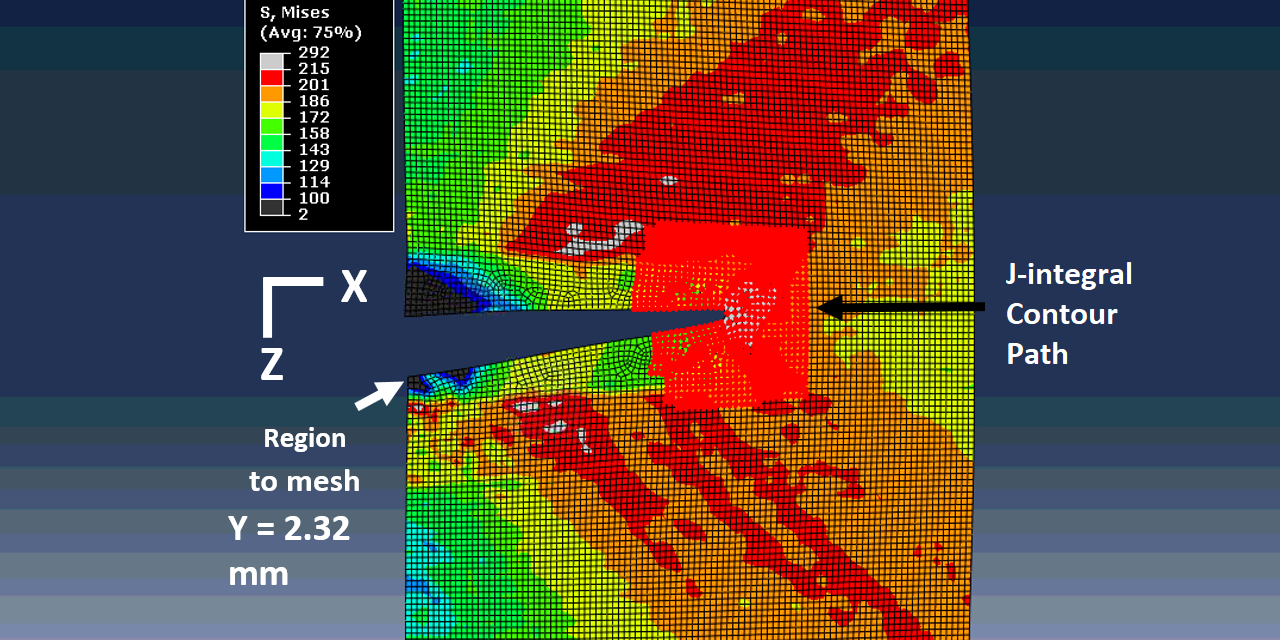 S, Mises
(Avg: 75%)
292
215
201
186
172
158
143
129
114
100
2
X
Z
J-integral
Contour
Path
Region
to mesh
Y = 2.32
mm